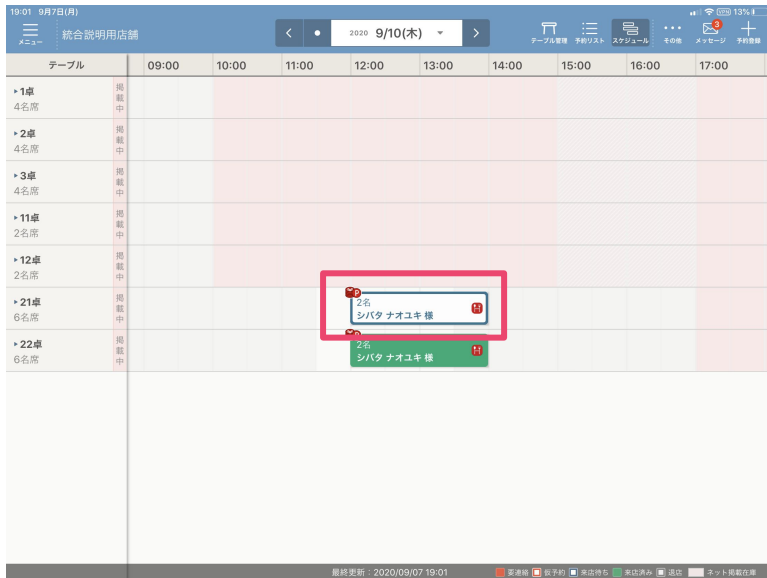 19:01 9月7日(月)
13%
メニュー
統合説明用店舗
2020 9/10(木)
テーブル管理
予約リスト
スケジュール
その他
メッセージ
3
予約登録
テーブル
09:00
10:00
11:00
12:00
13:00
14:00
15:00
16:00
17:00
1卓
4名席
掲載中
2卓
4名席
掲載中
3卓
4名席
掲載中
11卓
2名席
掲載中
12卓
2名席
掲載中
21卓
6名席
掲載中
P
2名
シバタ ナオユキ 様
22卓
6名席
掲載中
2名
シバタ ナオユキ 様
最終更新：2020/09/07 19:01
要連絡
仮予約
来店待ち
来店済み
退店
ネット掲載在庫